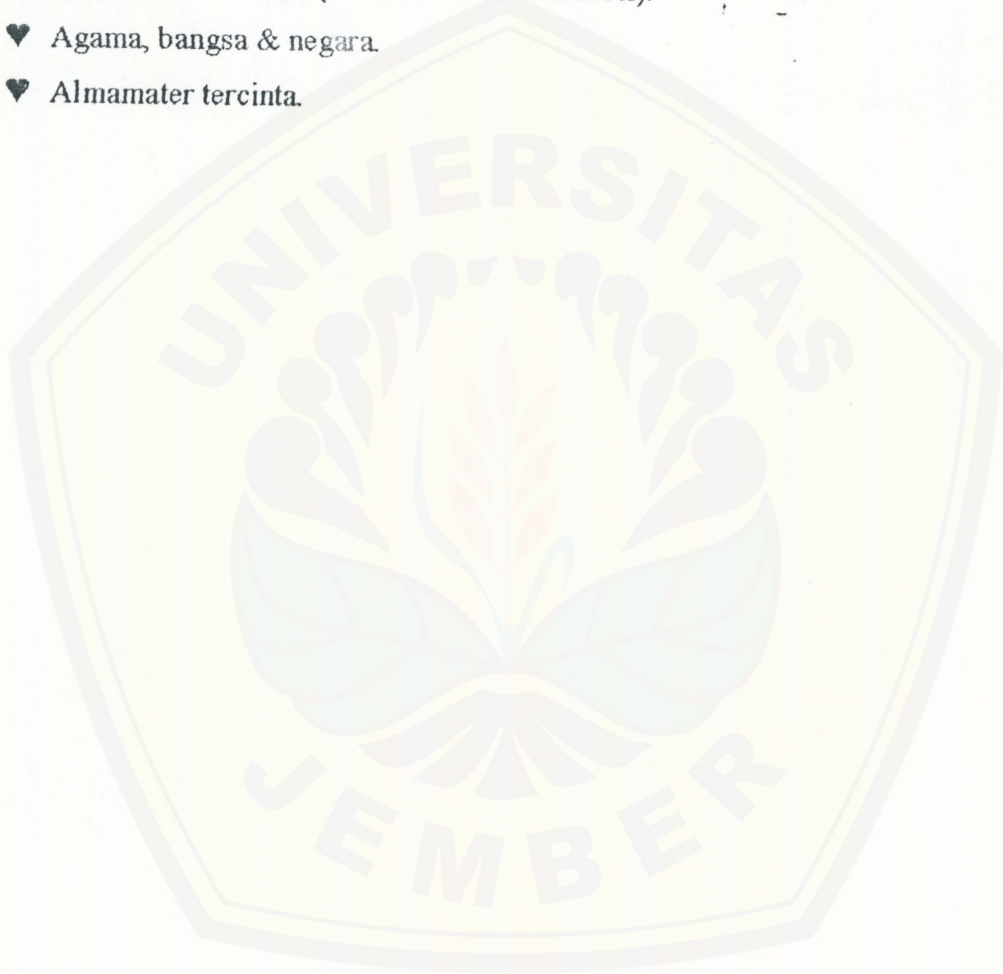 ♥ Agama, bangsa & negara.
♥ Almamater tercinta.
UNIVERSITAS
JEMBER